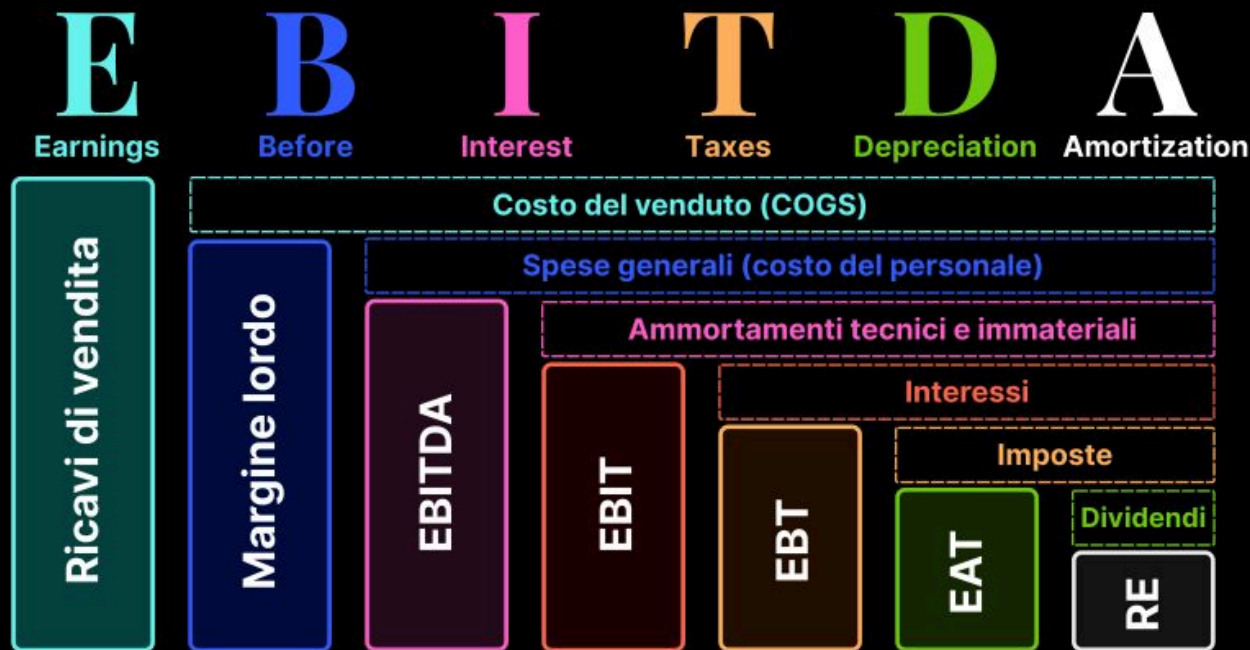 E B I T D A
Earnings Before Interest Taxes Depreciation Amortization
Costo del venduto (COGS)
Spese generali (costo del personale)
Ammortamenti tecnici e immateriali
Interessi
Imposte
Dividendi
Ricavi di vendita
Margine lordo
EBITDA
EBIT
EBT
EAT
RE